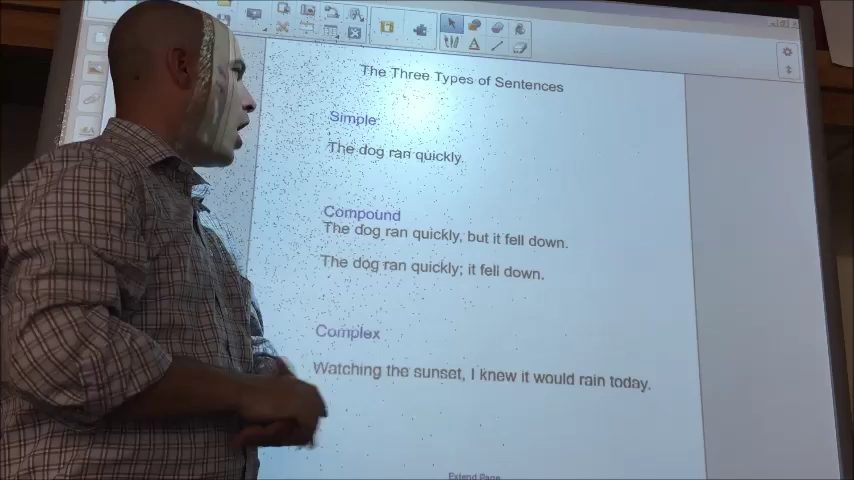 The Three Types of Sentences
Simple:
The dog ran quickly.
Compound
The dog ran quickly, but it fell down.
The dog ran quickly; it fell down.
Complex
Watching the sunset, I knew it would rain today.
Extend Page